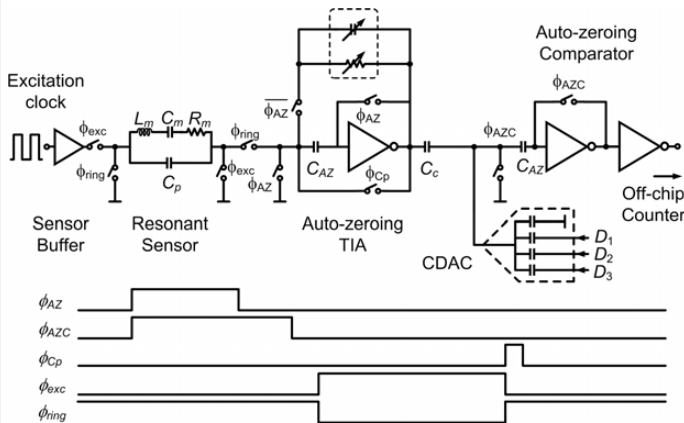 Auto-zeroing
Comparator
Excitation
clock
ϕexc
Lm Cm Rm
ϕring
Cp
ϕring
ϕexc
ϕAZ
ϕAZ
CAZ
ϕAZ
ϕCp
Cc
ϕAZC
CAZ
ϕAZC
Off-chip
Counter
Sensor
Buffer
Resonant
Sensor
Auto-zeroing
TIA
CDAC
D1
D2
D3
ϕAZ
ϕAZC
ϕCp
ϕexc
ϕring